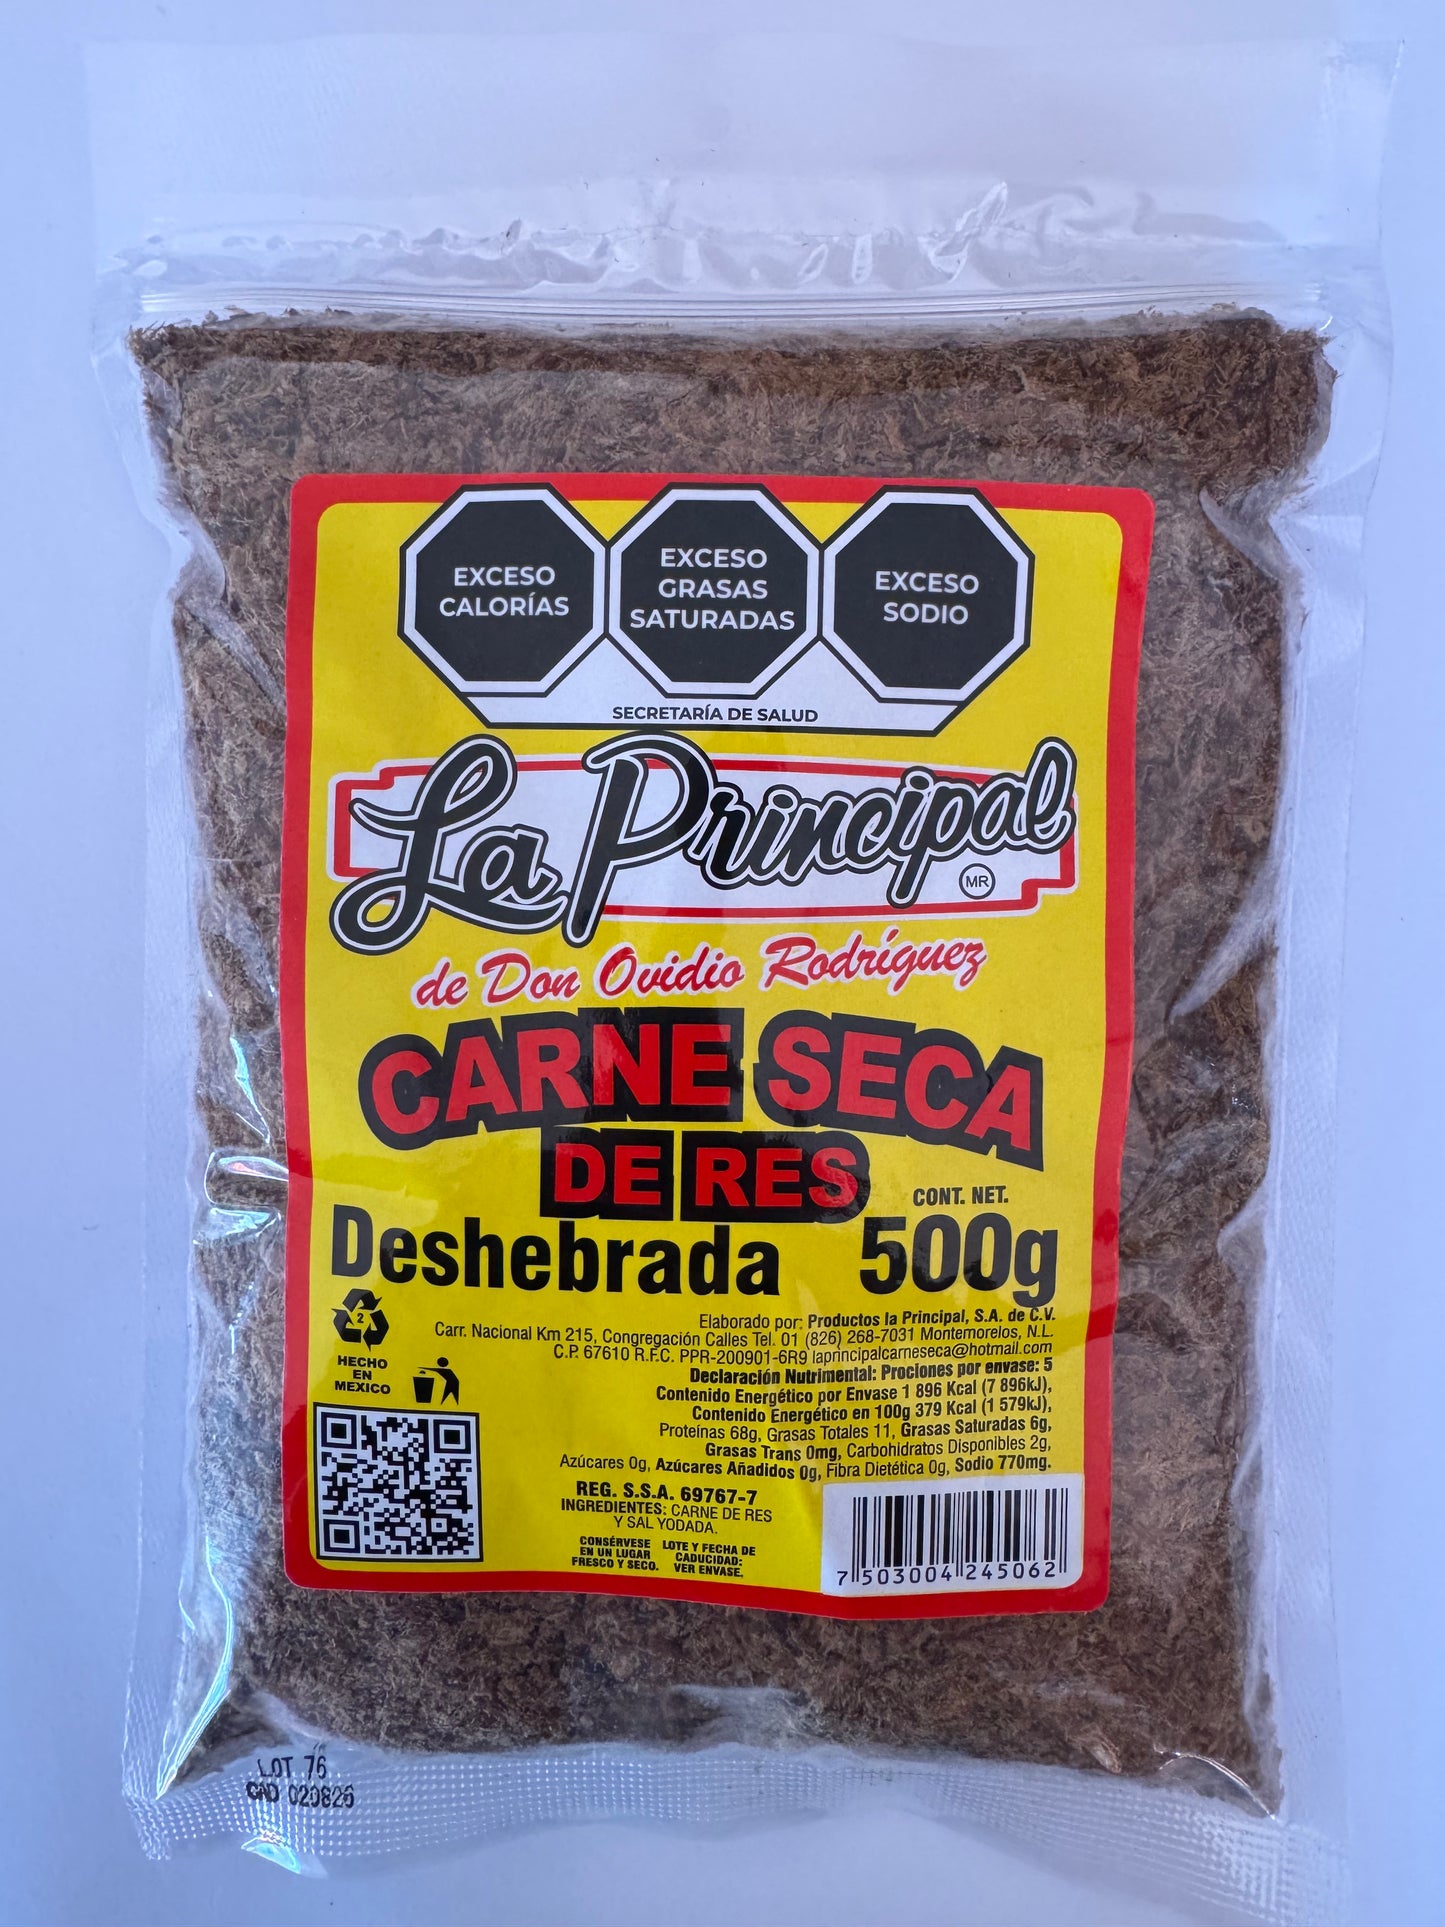 EXCESO
CALORÍAS
EXCESO
GRASAS
SATURADAS
EXCESO
SODIO
SECRETARÍA DE SALUD
La Principal
MR
de Don Ovidio Rodríguez
CARNE SECA
DE RES
CONT. NET.
Deshebrada 500g
2
HECHO
EN
MEXICO
Elaborado por: Productos la Principal, S.A. de C.V.
Carr. Nacional Km 215, Congregación Calles Tel. 01 (826) 268-7031 Montemorelos, N.L.
C.P. 67610 R.F.C. PPR-200901-6R9 laprincipalcarneseca@hotmail.com
Declaración Nutrimental: Prociones por envase: 5
Contenido Energético por Envase 1 896 Kcal (7 896kJ),
Contenido Energético en 100g 379 Kcal (1 579kJ),
Proteínas 68g, Grasas Totales 11, Grasas Saturadas 6g,
Grasas Trans 0mg, Carbohidratos Disponibles 2g,
Azúcares 0g, Azúcares Añadidos 0g, Fibra Dietética 0g, Sodio 770mg.
REG. S.S.A. 69767-7
INGREDIENTES: CARNE DE RES
Y SAL YODADA.
CONSÉRVESE
EN UN LUGAR
FRESCO Y SECO.
LOTE Y FECHA DE
CADUCIDAD:
VER ENVASE.
7 503004 245062
LOT 76
CAD 020826